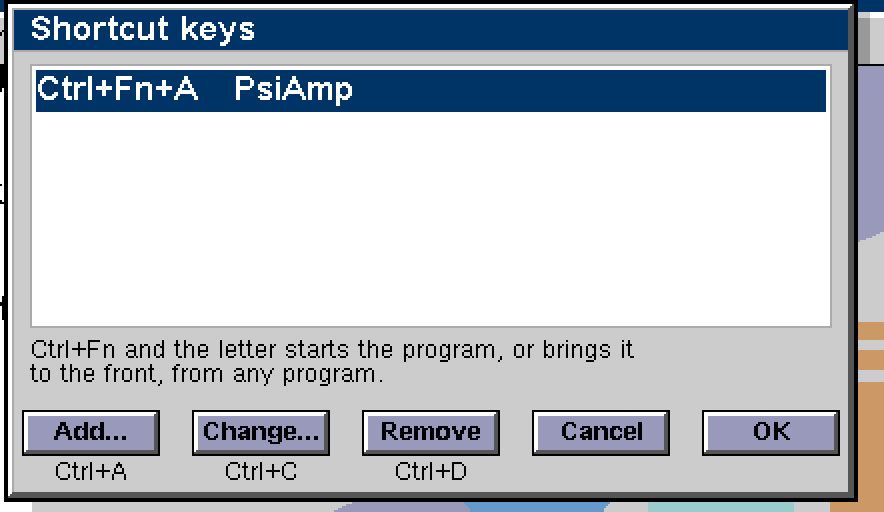 Shortcut keys
Ctrl+Fn+A PsiAmp
Ctrl+Fn and the letter starts the program, or brings it
to the front, from any program.
Add... Change... Remove Cancel OK
Ctrl+A Ctrl+C Ctrl+D